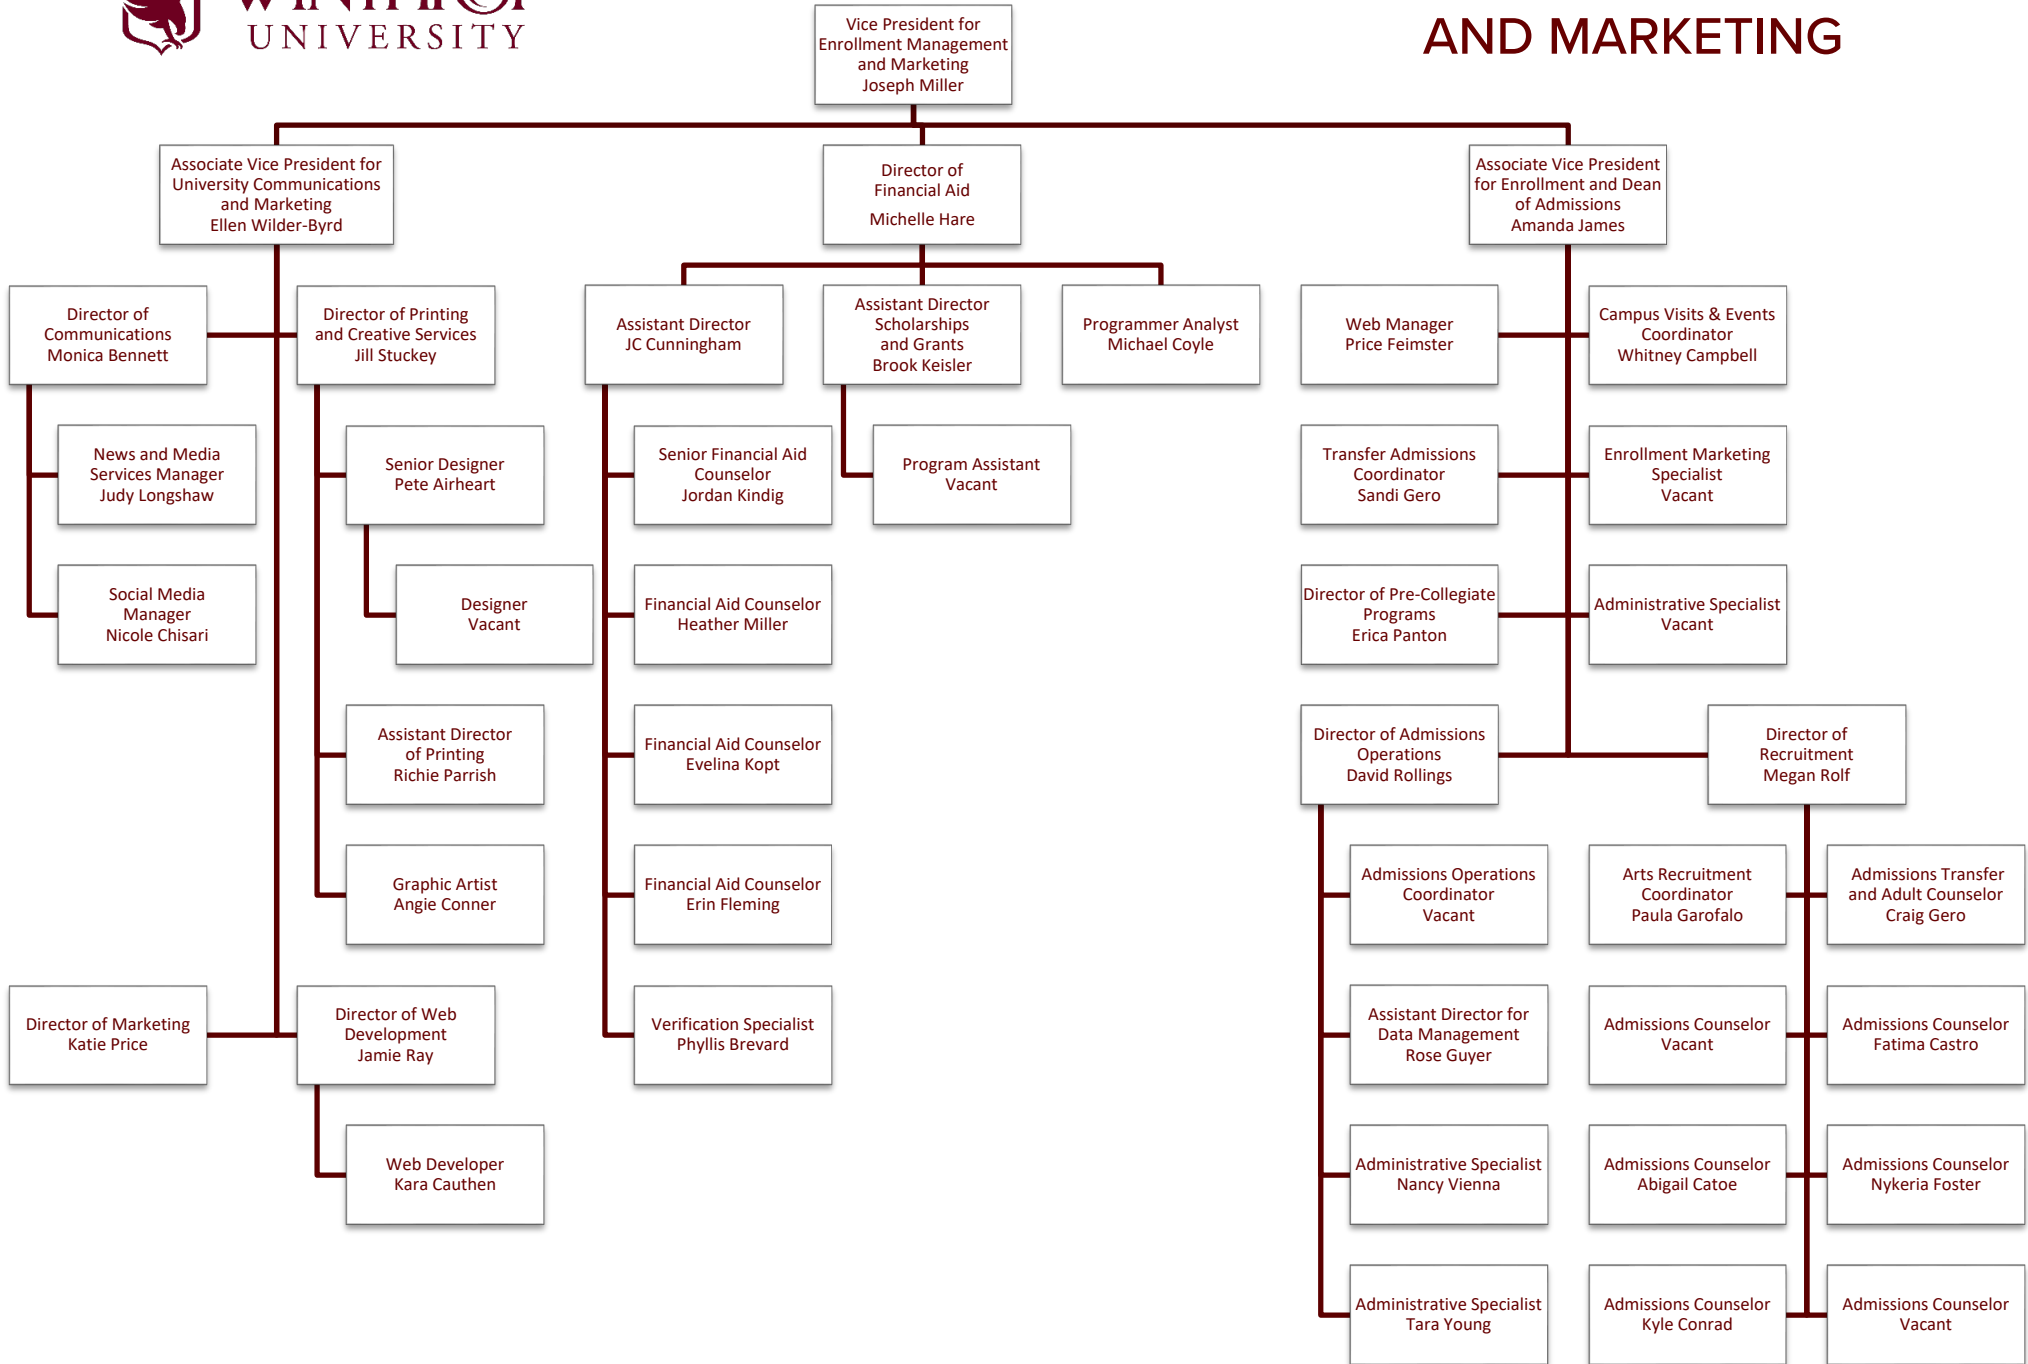 UNIVERSITY
AND MARKETING
Vice President for
Enrollment Management
and Marketing
Joseph Miller
Associate Vice President for
University Communications
and Marketing
Ellen Wilder-Byrd
Director of
Financial Aid
Michelle Hare
Associate Vice President
for Enrollment and Dean
of Admissions
Amanda James
Director of
Communications
Monica Bennett
Director of Printing
and Creative Services
Jill Stuckey
Assistant Director
JC Cunningham
Assistant Director
Scholarships
and Grants
Brook Keisler
Programmer Analyst
Michael Coyle
Web Manager
Price Feimster
Campus Visits & Events
Coordinator
Whitney Campbell
News and Media
Services Manager
Judy Longshaw
Senior Designer
Pete Airheart
Senior Financial Aid
Counselor
Jordan Kindig
Program Assistant
Vacant
Transfer Admissions
Coordinator
Sandi Gero
Enrollment Marketing
Specialist
Vacant
Social Media
Manager
Nicole Chisari
Designer
Vacant
Financial Aid Counselor
Heather Miller
Director of Pre-Collegiate
Programs
Erica Panton
Administrative Specialist
Vacant
Assistant Director
of Printing
Richie Parrish
Financial Aid Counselor
Evelina Kopt
Director of Admissions
Operations
David Rollings
Director of
Recruitment
Megan Rolf
Graphic Artist
Angie Conner
Financial Aid Counselor
Erin Fleming
Admissions Operations
Coordinator
Vacant
Arts Recruitment
Coordinator
Paula Garofalo
Admissions Transfer
and Adult Counselor
Craig Gero
Director of Marketing
Katie Price
Director of Web
Development
Jamie Ray
Verification Specialist
Phyllis Brevard
Assistant Director for
Data Management
Rose Guyer
Admissions Counselor
Vacant
Admissions Counselor
Fatima Castro
Web Developer
Kara Cauthen
Administrative Specialist
Nancy Vienna
Admissions Counselor
Abigail Catoe
Admissions Counselor
Nykeria Foster
Administrative Specialist
Tara Young
Admissions Counselor
Kyle Conrad
Admissions Counselor
Vacant